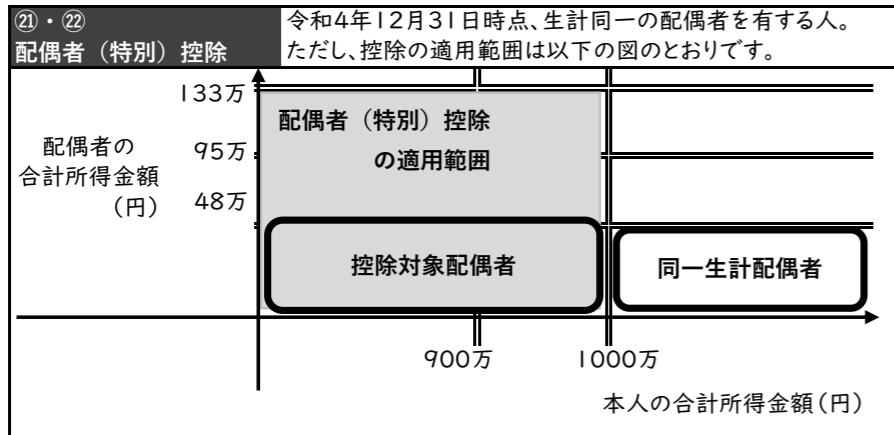 ㉑・㉒
配偶者（特別）控除
令和4年12月31日時点、生計同一の配偶者を有する人。
ただし、控除の適用範囲は以下の図のとおりです。
133万
配偶者（特別）控除
の適用範囲
配偶者の
合計所得金額
（円）
95万
48万
控除対象配偶者
同一生計配偶者
900万
1000万
本人の合計所得金額（円）